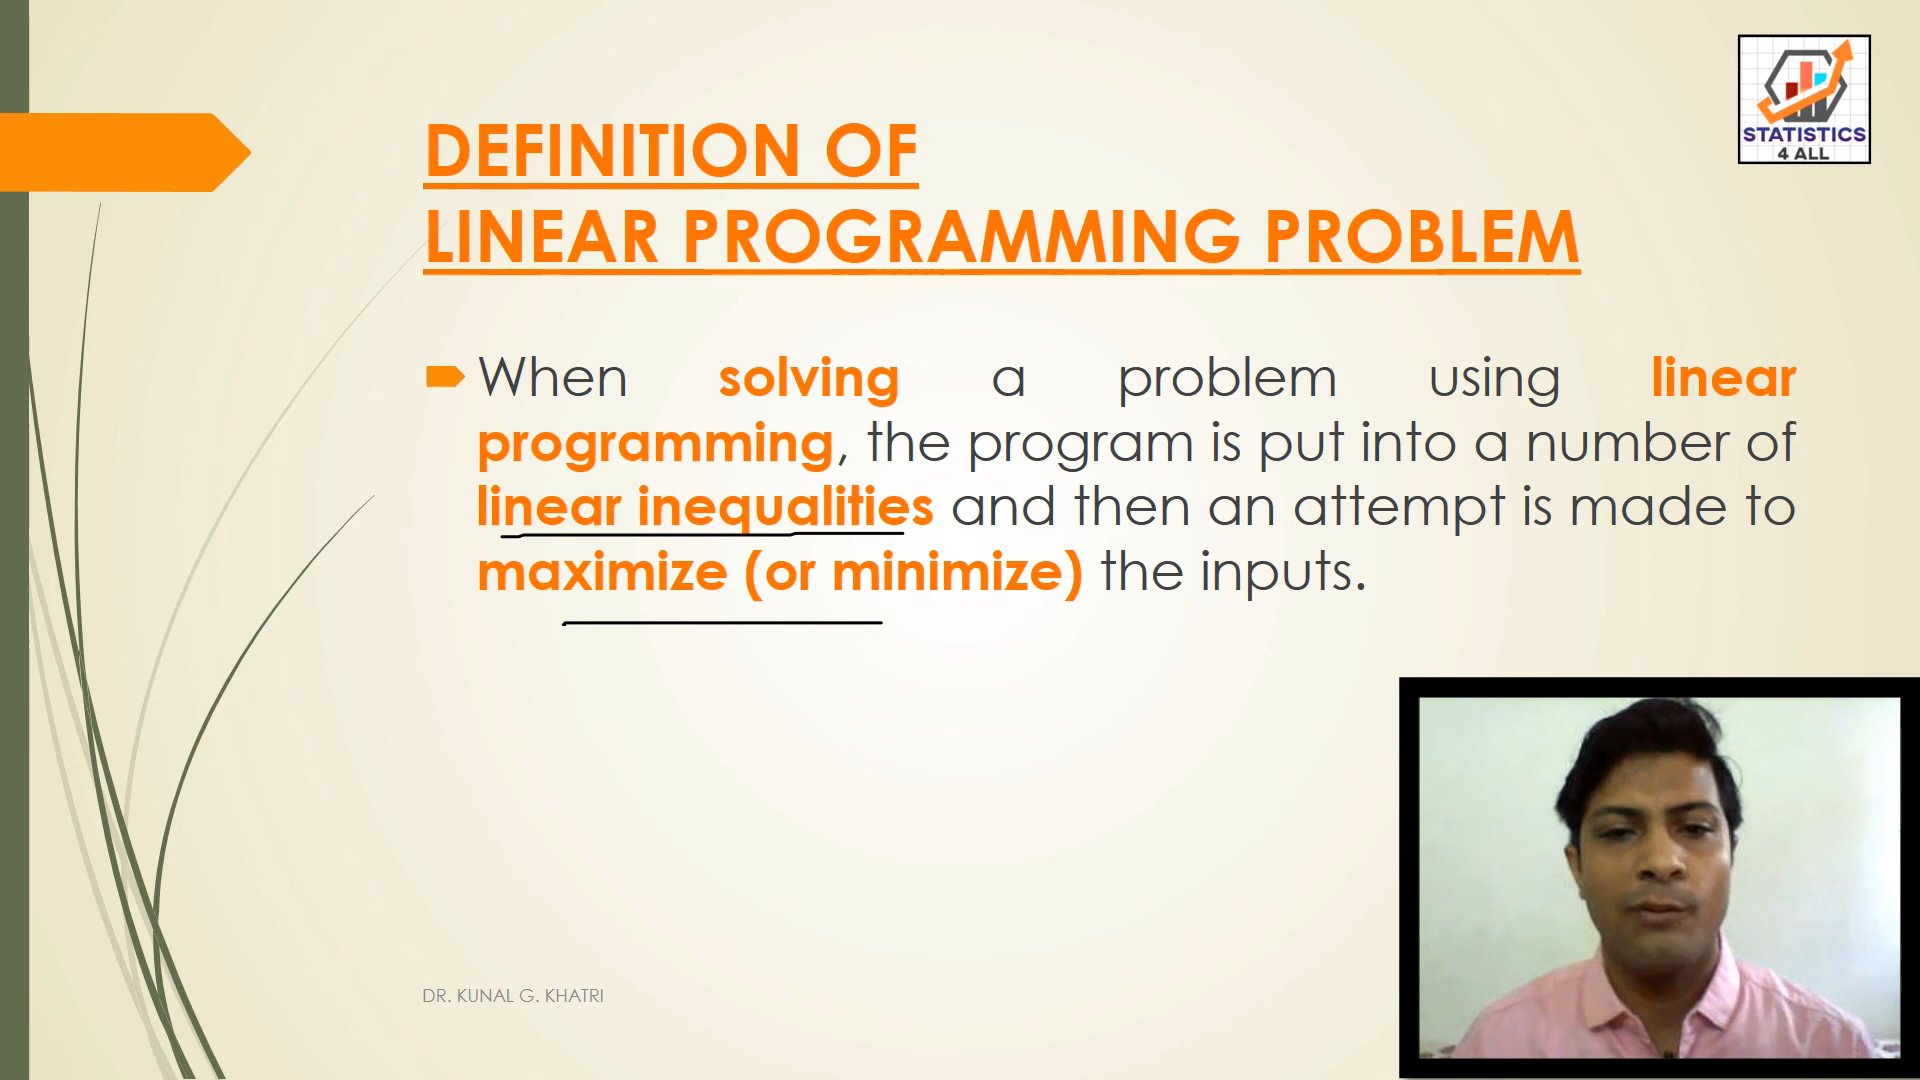 STATISTICS
4 ALL
DEFINITION OF
LINEAR PROGRAMMING PROBLEM
When solving a problem using linear
programming, the program is put into a number of
linear inequalities and then an attempt is made to
maximize (or minimize) the inputs.
DR. KUNAL G. KHATRI